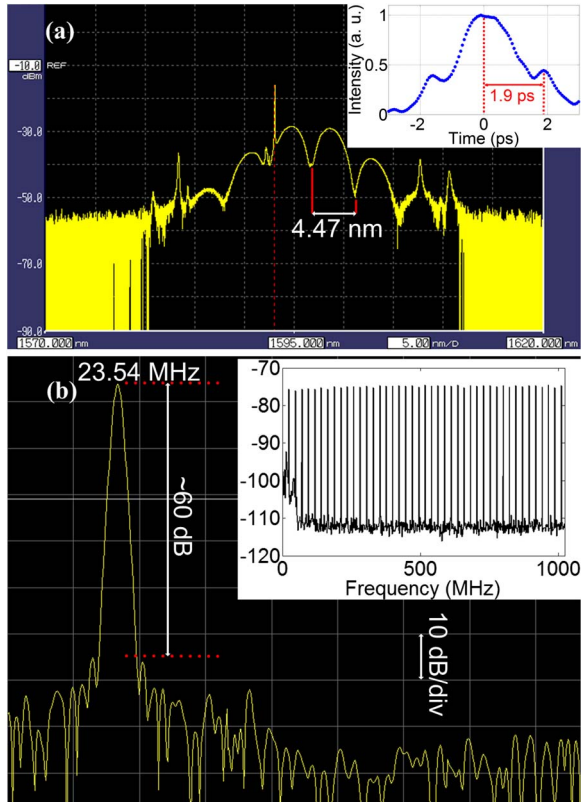 (a)
-10.0 REF
dBm
-30.0
-50.0
-70.0
-90.0
1570.000 nm 1595.000 nm 5.00 nm/D 1620.000 nm
4.47 nm
Intensity (a. u.)
1
0.5
0
-2 0 2
Time (ps)
1.9 ps
(b)
23.54 MHz
~60 dB
10 dB/div
-70
-80
-90
-100
-110
-120
0 500 1000
Frequency (MHz)